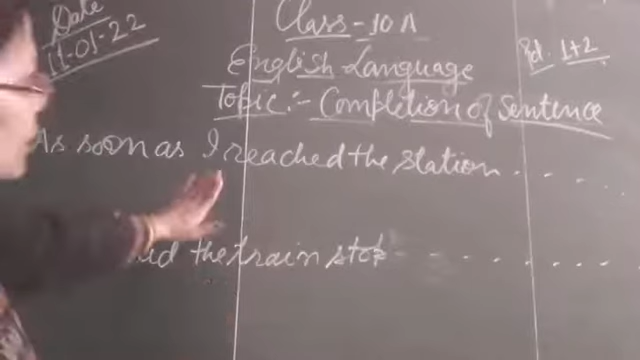 Date
11-01-22
Class - 10 A
English Language
Pd. 1+2
Topic :- Completion of Sentence
As soon as I reached the station . . . . .
the train stop - - . . . . . .